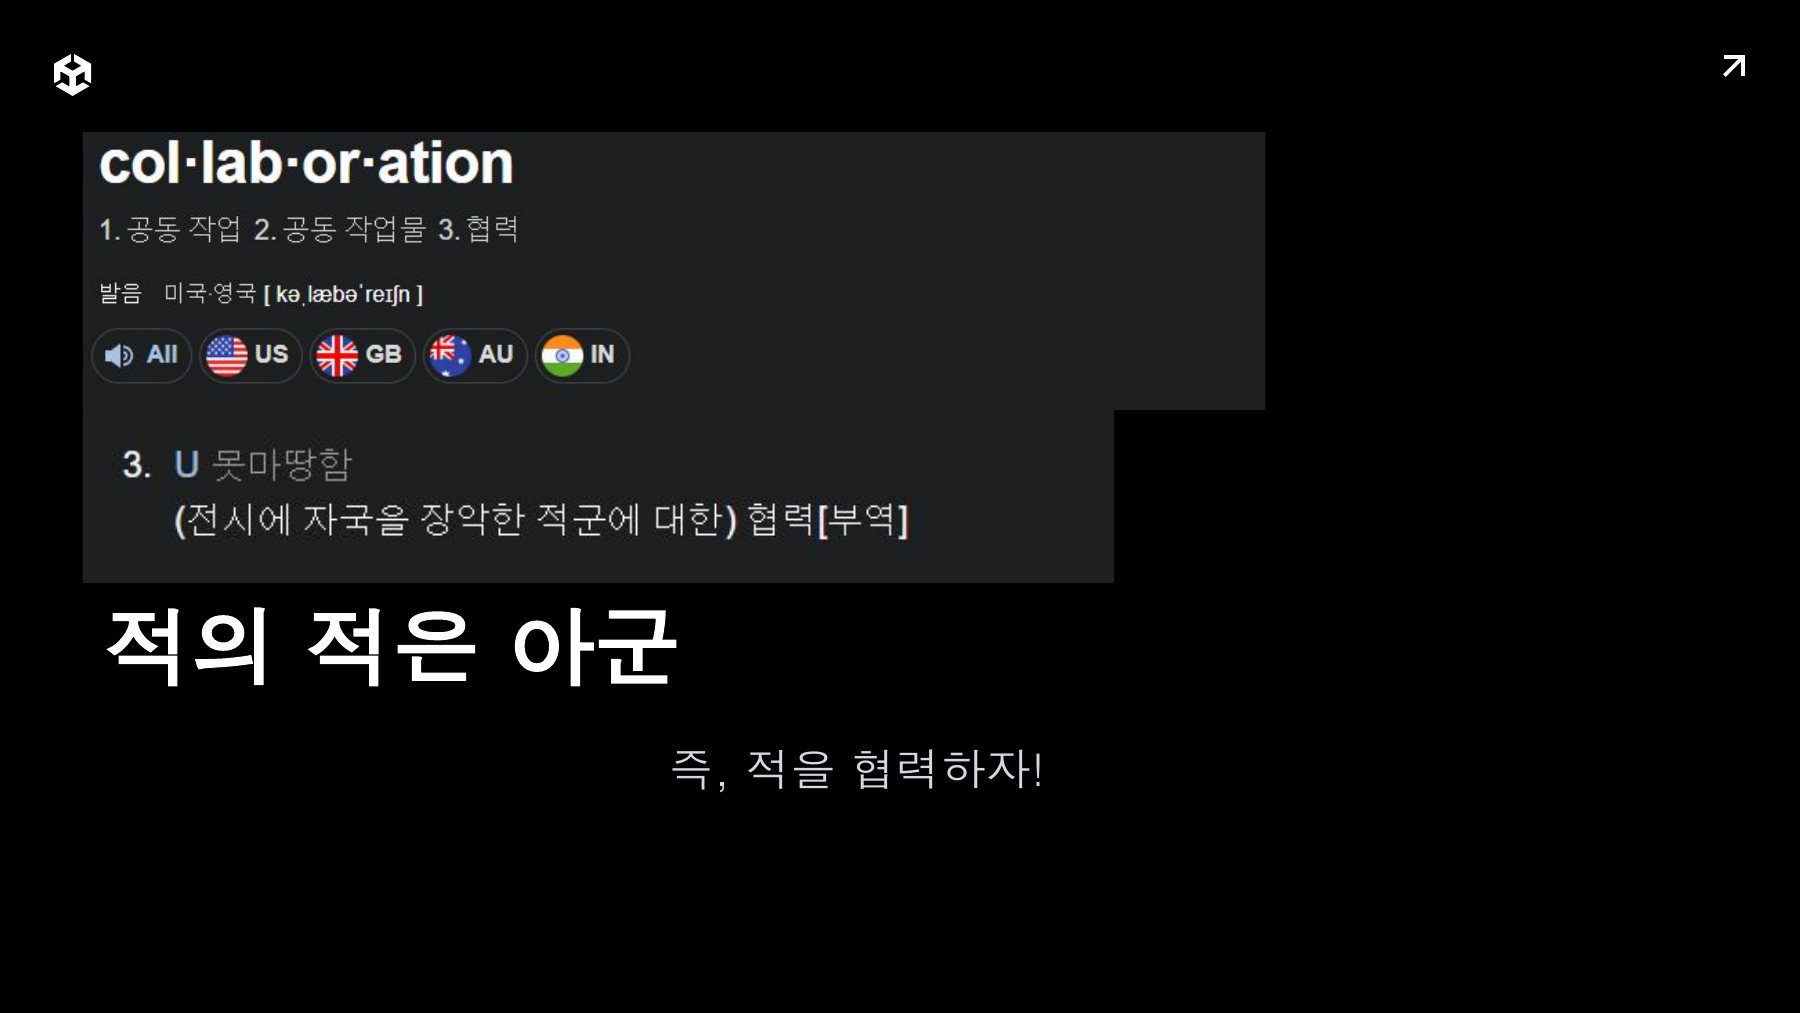 col·lab·or·ation
1. 공동 작업 2. 공동 작업물 3. 협력
발음 미국·영국 [ kəˌlæbəˈreɪʃn ]
All US GB AU IN
3. U 못마땅함
(전시에 자국을 장악한 적군에 대한) 협력[부역]
적의 적은 아군
즉, 적을 협력하자!